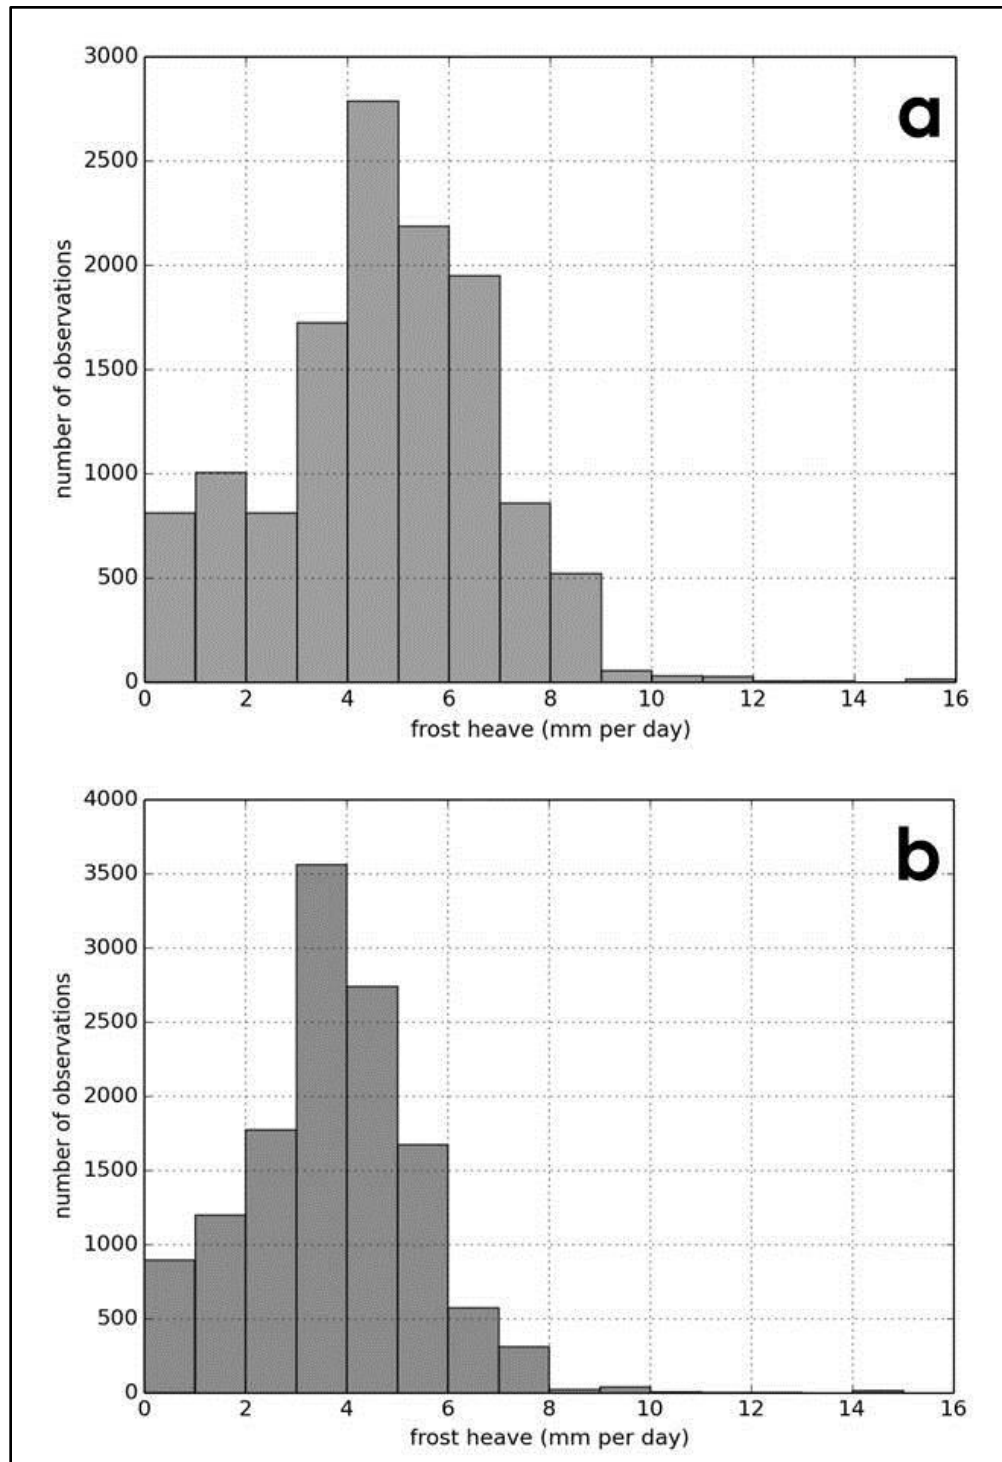 a
3000
2500
2000
1500
1000
500
0
number of observations
0 2 4 6 8 10 12 14 16
frost heave (mm per day)
b
4000
3500
3000
2500
2000
1500
1000
500
0
number of observations
0 2 4 6 8 10 12 14 16
frost heave (mm per day)